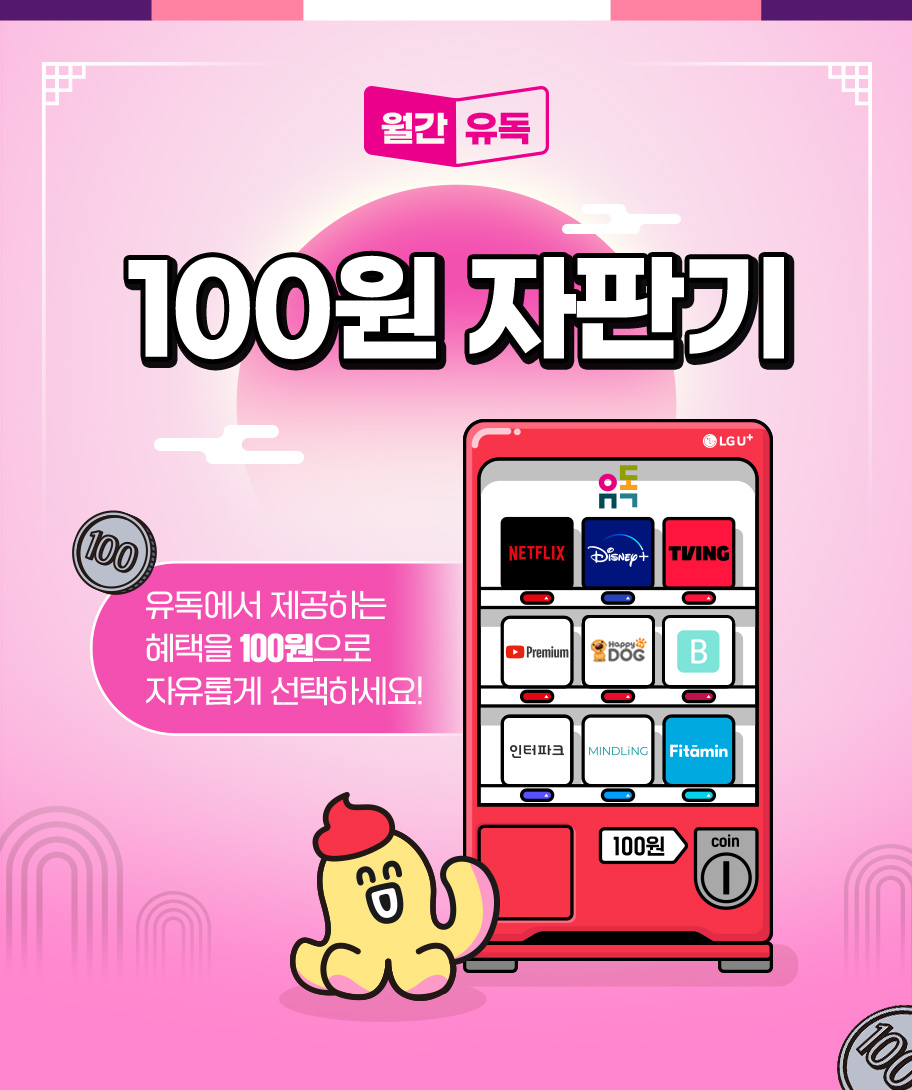 월간 유독
100원 자판기
LG U+
유독
NETFLIX
Disney+
TVING
100
유독에서 제공하는
혜택을 100원으로
자유롭게 선택하세요!
Premium
Happy DOG
B
인터파크
MINDLiNG
Fitāmin
100원
coin
100